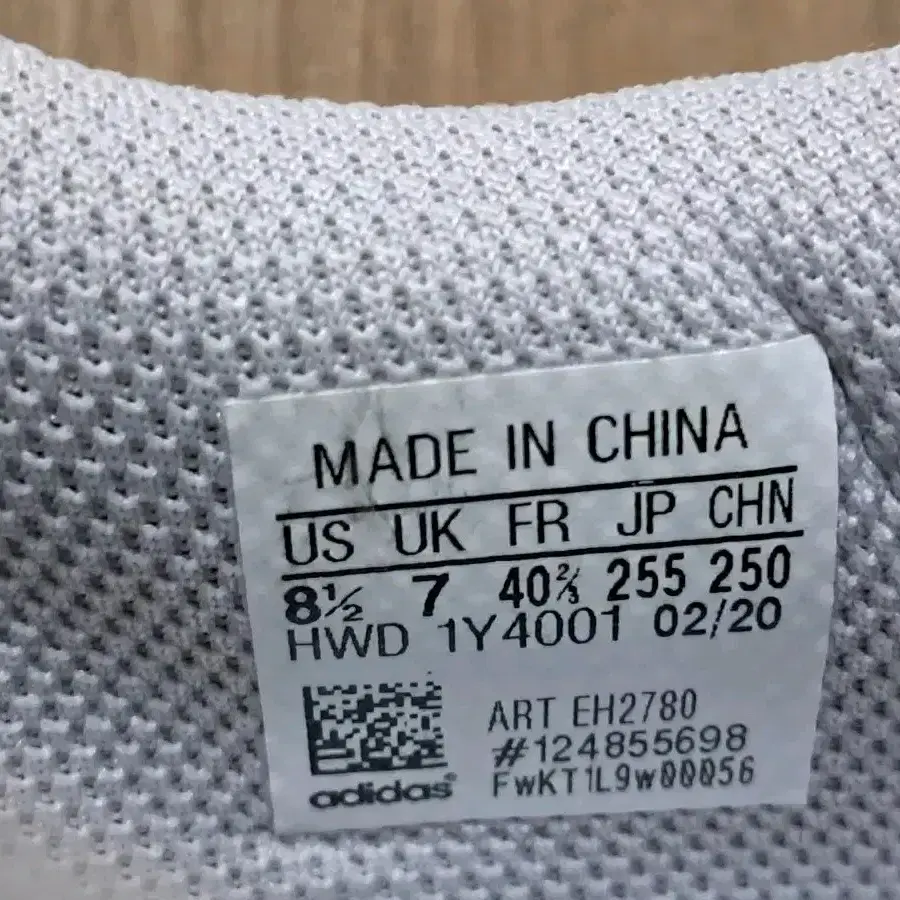 MADE IN CHINA
US UK FR JP CHN
8½ 7 40⅔ 255 250
HWD 1Y4001 02/20
ART EH2780
#124855698
FwKT1L9w00056
adidas